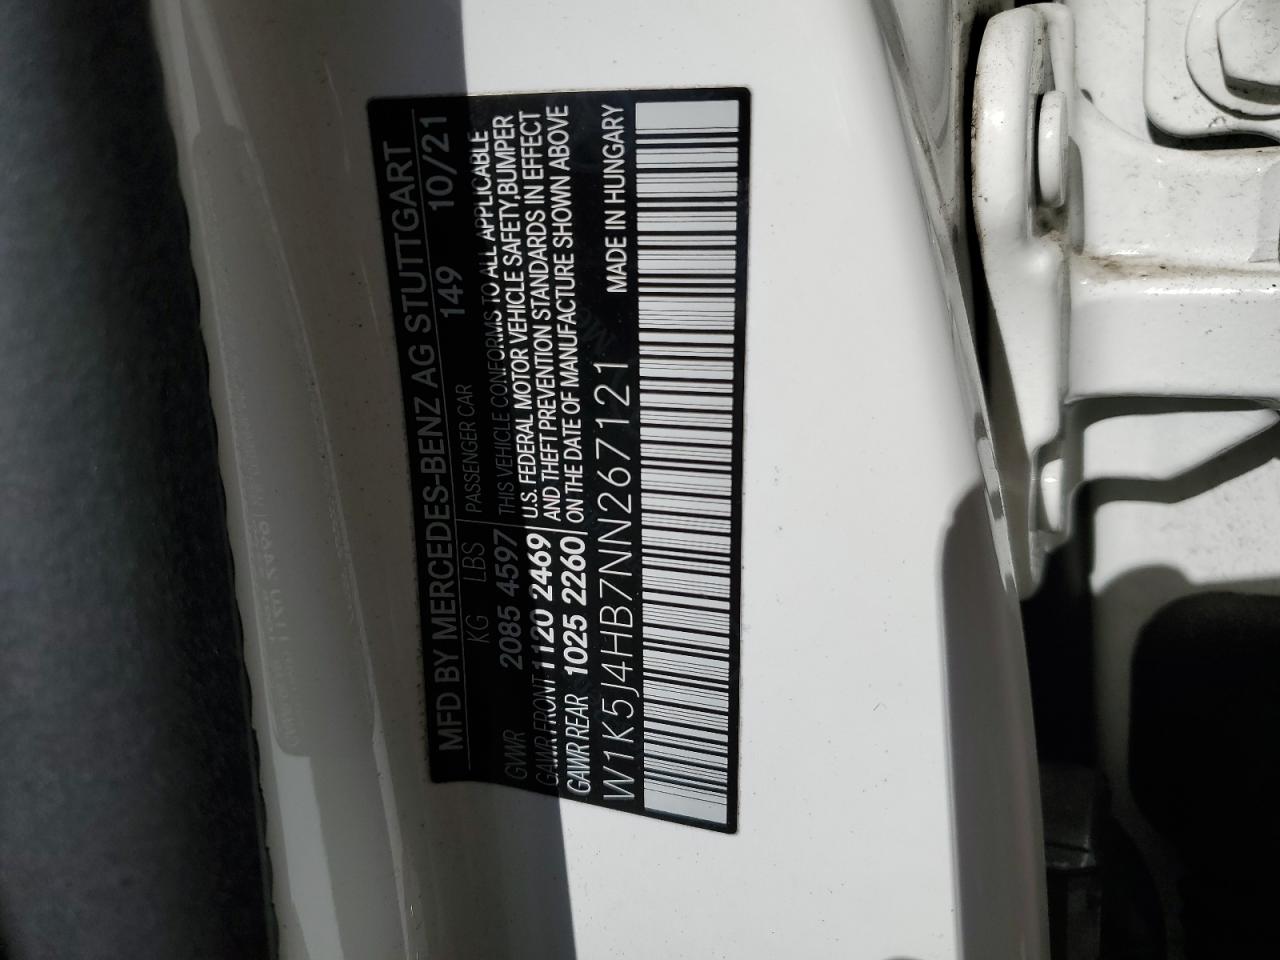 MFD BY MERCEDES-BENZ AG STUTTGART
149 10/21
KG LBS PASSENGER CAR
GVWR 2085 4597 THIS VEHICLE CONFORMS TO ALL APPLICABLE
GAWR FRONT 1120 2469 U.S. FEDERAL MOTOR VEHICLE SAFETY, BUMPER
AND THEFT PREVENTION STANDARDS IN EFFECT
GAWR REAR 1025 2260 ON THE DATE OF MANUFACTURE SHOWN ABOVE
W1K5J4HB7NN267121 MADE IN HUNGARY